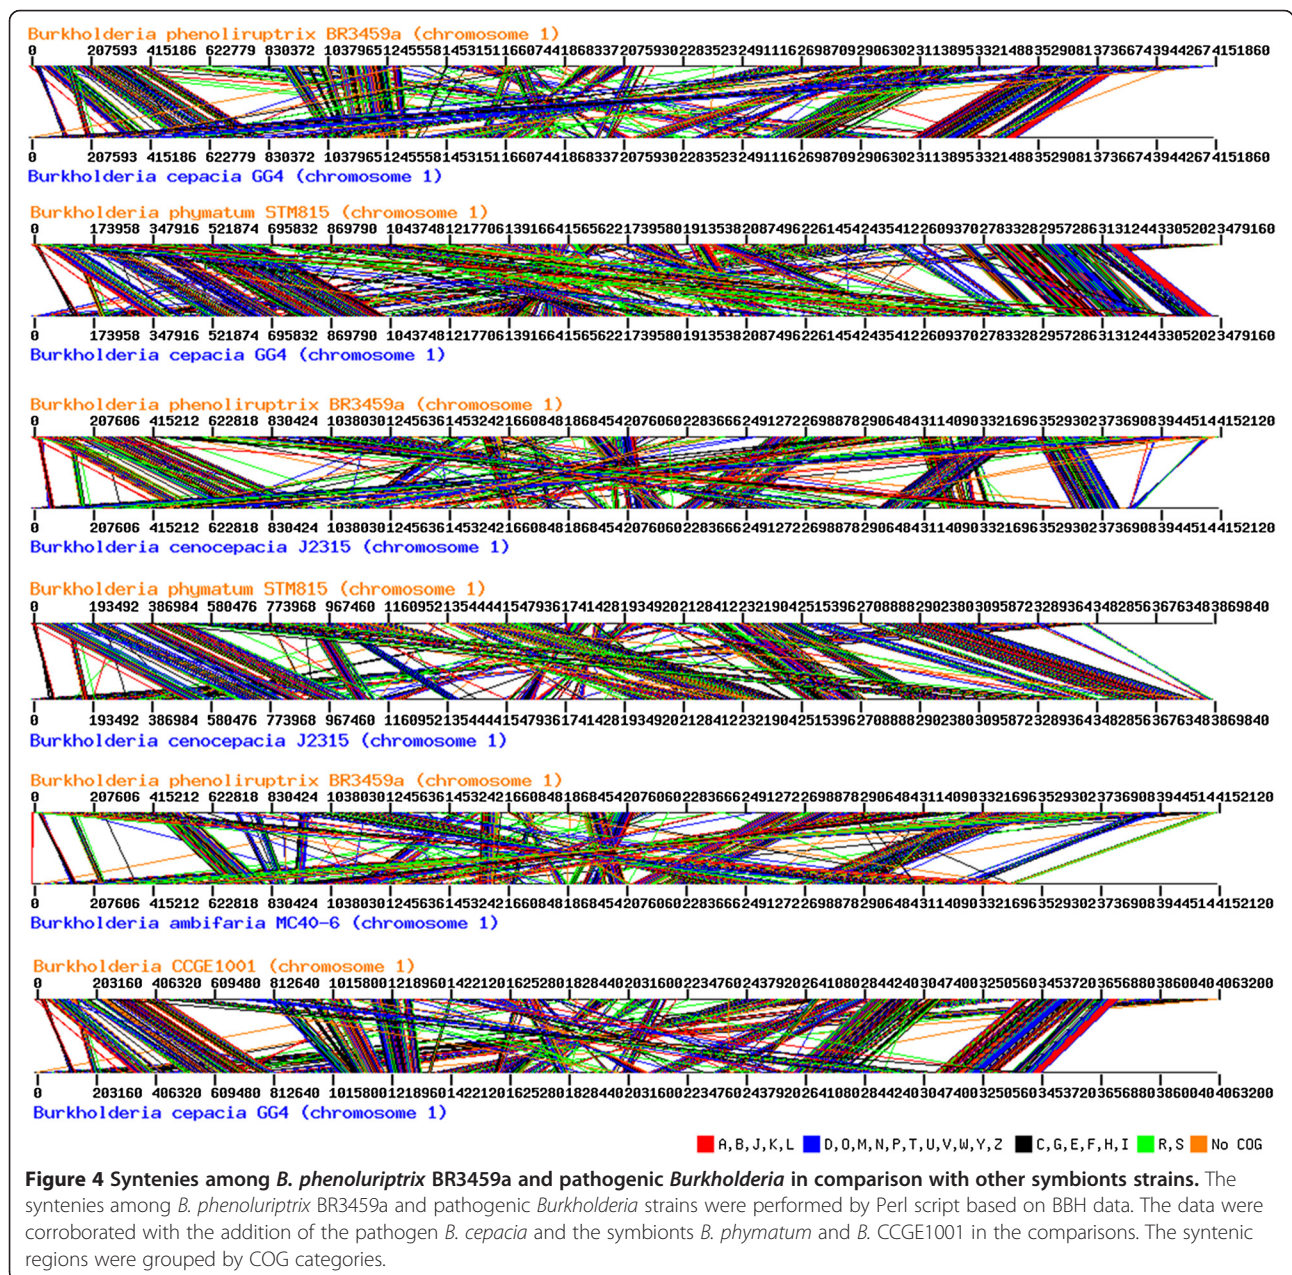 Burkholderia phenoliruptrix BR3459a (chromosome 1)
0 207593 415186 622779 830372 1037965 1245558 1453151 1660744 1868337 2075930 2283523 2491116 2698709 2906302 3113895 3321488 3529081 3736674 3944267 4151860
0 207593 415186 622779 830372 1037965 1245558 1453151 1660744 1868337 2075930 2283523 2491116 2698709 2906302 3113895 3321488 3529081 3736674 3944267 4151860
Burkholderia cepacia GG4 (chromosome 1)
Burkholderia phymatum STM815 (chromosome 1)
0 173958 347916 521874 695832 869790 1043748 1217706 1391664 1565622 1739580 1913538 2087496 2261454 2435412 2609370 2783328 2957286 3131244 3305202 3479160
0 173958 347916 521874 695832 869790 1043748 1217706 1391664 1565622 1739580 1913538 2087496 2261454 2435412 2609370 2783328 2957286 3131244 3305202 3479160
Burkholderia cepacia GG4 (chromosome 1)
Burkholderia phenoliruptrix BR3459a (chromosome 1)
0 207606 415212 622818 830424 1038030 1245636 1453242 1660848 1868454 2076060 2283666 2491272 2698878 2906484 3114090 3321696 3529302 3736908 3944514 4152120
0 207606 415212 622818 830424 1038030 1245636 1453242 1660848 1868454 2076060 2283666 2491272 2698878 2906484 3114090 3321696 3529302 3736908 3944514 4152120
Burkholderia cenocepacia J2315 (chromosome 1)
Burkholderia phymatum STM815 (chromosome 1)
0 193492 386984 580476 773968 967460 1160952 1354444 1547936 1741428 1934920 2128412 2321904 2515396 2708888 2902380 3095872 3289364 3482856 3676348 3869840
0 193492 386984 580476 773968 967460 1160952 1354444 1547936 1741428 1934920 2128412 2321904 2515396 2708888 2902380 3095872 3289364 3482856 3676348 3869840
Burkholderia cenocepacia J2315 (chromosome 1)
Burkholderia phenoliruptrix BR3459a (chromosome 1)
0 207606 415212 622818 830424 1038030 1245636 1453242 1660848 1868454 2076060 2283666 2491272 2698878 2906484 3114090 3321696 3529302 3736908 3944514 4152120
0 207606 415212 622818 830424 1038030 1245636 1453242 1660848 1868454 2076060 2283666 2491272 2698878 2906484 3114090 3321696 3529302 3736908 3944514 4152120
Burkholderia ambifaria MC40-6 (chromosome 1)
Burkholderia CCGE1001 (chromosome 1)
0 203160 406320 609480 812640 1015800 1218960 1422120 1625280 1828440 2031600 2234760 2437920 2641080 2844240 3047400 3250560 3453720 3656880 3860040 4063200
0 203160 406320 609480 812640 1015800 1218960 1422120 1625280 1828440 2031600 2234760 2437920 2641080 2844240 3047400 3250560 3453720 3656880 3860040 4063200
Burkholderia cepacia GG4 (chromosome 1)
A,B,J,K,L D,O,M,N,P,T,U,V,W,Y,Z C,G,E,F,H,I R,S No COG
Figure 4 Syntenies among B. phenoluriptrix BR3459a and pathogenic Burkholderia in comparison with other symbionts strains. The
syntenies among B. phenoluriptrix BR3459a and pathogenic Burkholderia strains were performed by Perl script based on BBH data. The data were
corroborated with the addition of the pathogen B. cepacia and the symbionts B. phymatum and B. CCGE1001 in the comparisons. The syntenic
regions were grouped by COG categories.